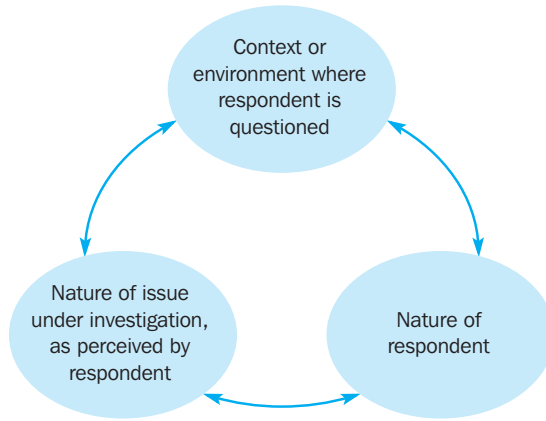 Context or
environment where
respondent is
questioned
Nature of issue
under investigation,
as perceived by
respondent
Nature of
respondent